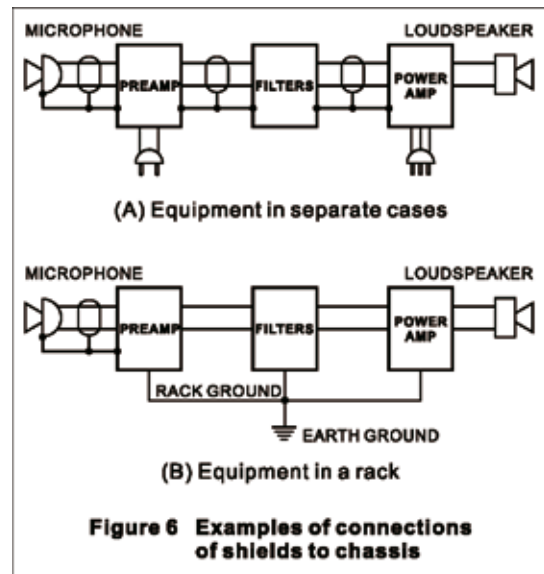 MICROPHONE LOUDSPEAKER
PREAMP FILTERS POWER AMP
(A) Equipment in separate cases
MICROPHONE LOUDSPEAKER
PREAMP FILTERS POWER AMP
RACK GROUND
EARTH GROUND
(B) Equipment in a rack
Figure 6 Examples of connections
of shields to chassis